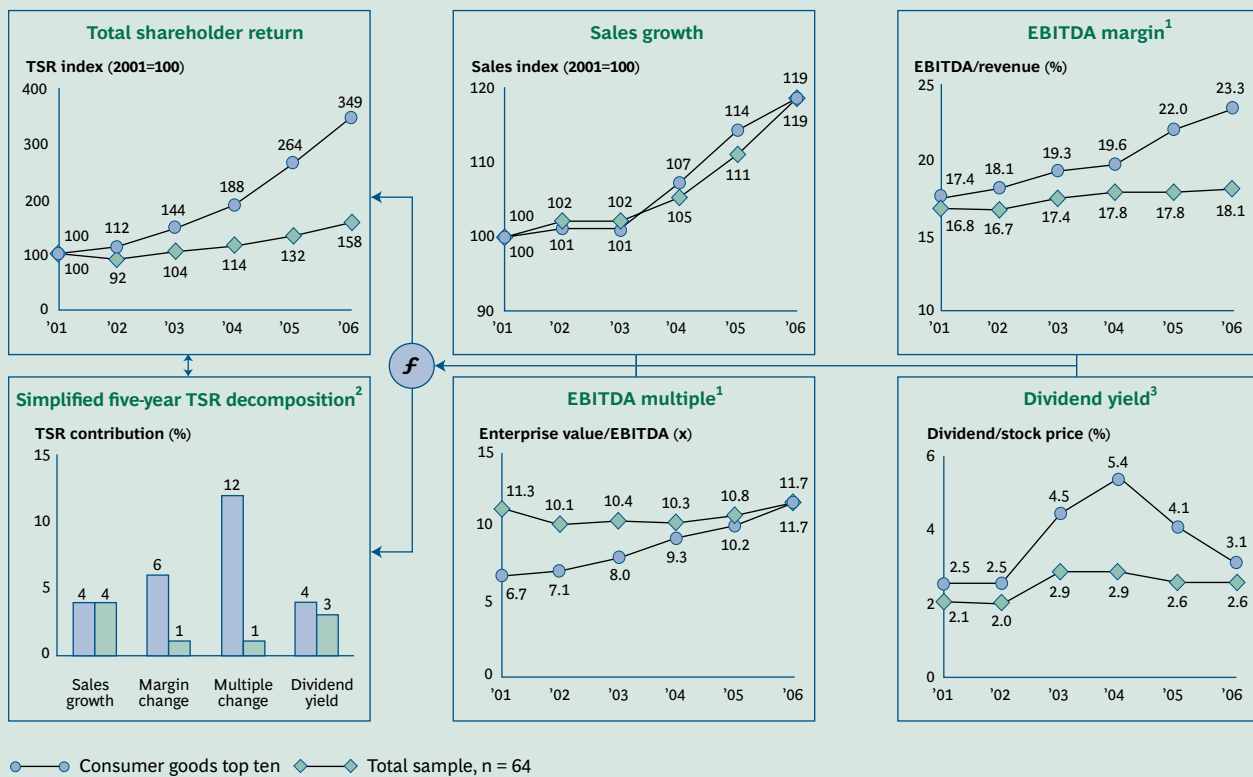 Total shareholder return
TSR index (2001=100)
400
300
200
100
0
349
264
188
144
112
100
100
92
104
114
132
158
’01 ’02 ’03 ’04 ’05 ’06
Sales growth
Sales index (2001=100)
120
110
100
90
119
114
107
102 102
100
100
101 101
105
111
119
’01 ’02 ’03 ’04 ’05 ’06
EBITDA margin¹
EBITDA/revenue (%)
25
20
15
10
23.3
22.0
19.6
19.3
18.1
17.4
16.8 16.7 17.4 17.8 17.8 18.1
’01 ’02 ’03 ’04 ’05 ’06
f
Simplified five-year TSR decomposition²
TSR contribution (%)
15
10
5
0
4 4
6 1
12 1
4 3
Sales growth
Margin change
Multiple change
Dividend yield
EBITDA multiple¹
Enterprise value/EBITDA (x)
15
10
5
0
11.3 10.1 10.4 10.3 10.8 11.7
6.7 7.1 8.0 9.3 10.2 11.7
’01 ’02 ’03 ’04 ’05 ’06
Dividend yield³
Dividend/stock price (%)
6
4
2
0
2.5 2.5 4.5 5.4 4.1 3.1
2.1 2.0 2.9 2.9 2.6 2.6
’01 ’02 ’03 ’04 ’05 ’06
Consumer goods top ten
Total sample, n = 64